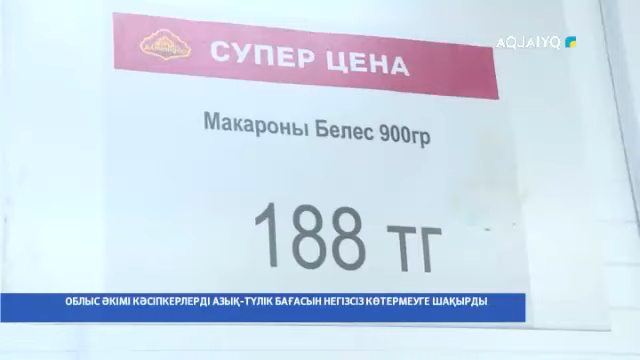 AQJAIYQ
СУПЕР ЦЕНА
Макароны Белес 900гр
188 тг
ОБЛЫС ӘКІМІ КӘСІПКЕРЛЕРДІ АЗЫҚ-ТҮЛІК БАҒАСЫН НЕГІЗСІЗ КӨТЕРМЕУГЕ ШАҚЫРДЫ